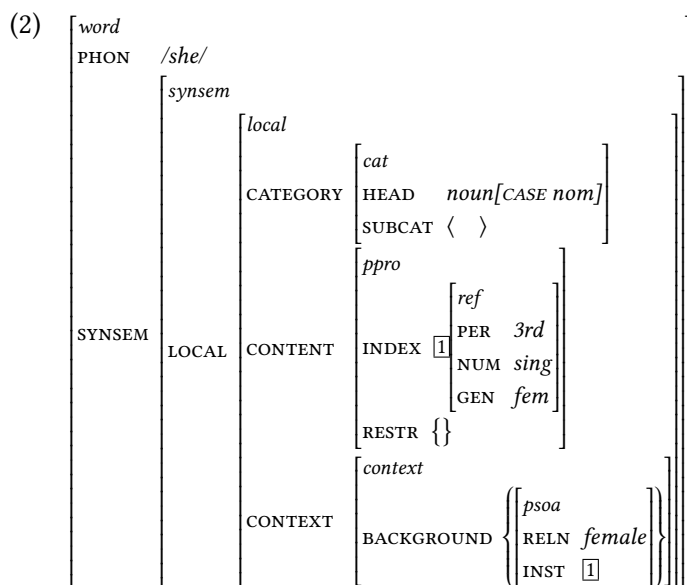 (2)
word
PHON /she/
synsem
local
cat
CATEGORY HEAD noun[CASE nom]
SUBCAT ⟨ ⟩
ppro
ref
PER 3rd
SYNSEM LOCAL CONTENT INDEX 1 NUM sing
GEN fem
RESTR {}
context
psoa
CONTEXT BACKGROUND { RELN female }
INST 1